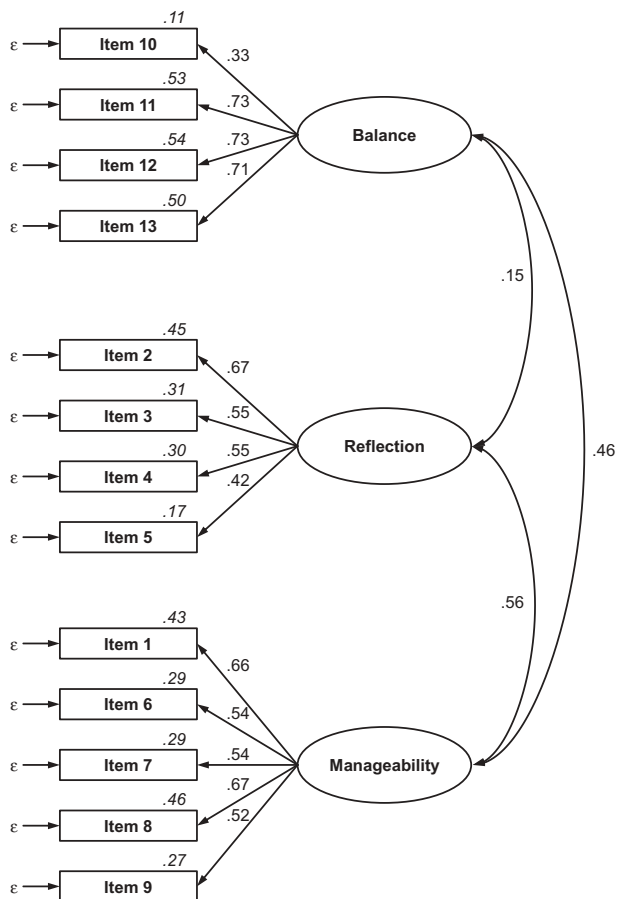 .11
ε Item 10
.33
.53
ε Item 11
.73
Balance
.54
ε Item 12
.73
.71
.50
ε Item 13
.15
.45
ε Item 2
.67
.31
ε Item 3
.55
Reflection
.46
.30
ε Item 4
.55
.42
.17
ε Item 5
.56
.43
ε Item 1
.66
.29
ε Item 6
.54
.29
ε Item 7
.54
Manageability
.67
.46
ε Item 8
.52
.27
ε Item 9